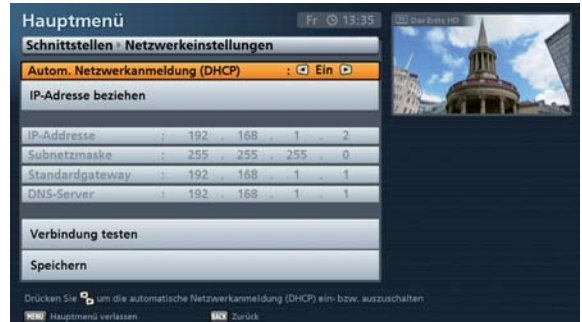 Hauptmenü
Fr 13:35
Das Erste HD
Schnittstellen Netzwerkeinstellungen
Autom. Netzwerkanmeldung (DHCP) : Ein
IP-Adresse beziehen
IP-Addresse : 192 . 168 . 1 . 2
Subnetzmaske : 255 . 255 . 255 . 0
Standardgateway : 192 . 168 . 1 . 1
DNS-Server : 192 . 168 . 1 . 1
Verbindung testen
Speichern
Drücken Sie um die automatische Netzwerkanmeldung (DHCP) ein- bzw. auszuschalten
MENU Hauptmenü verlassen BACK Zurück